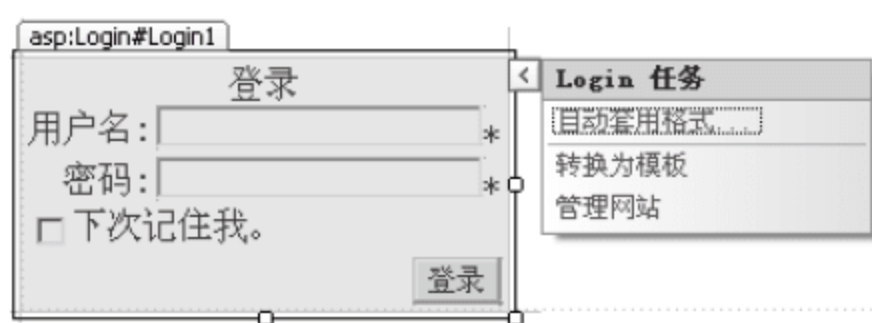 asp:Login#Login1
登录
用户名:
*
密码:
*
下次记住我。
登录
Login 任务
自动套用格式...
转换为模板
管理网站